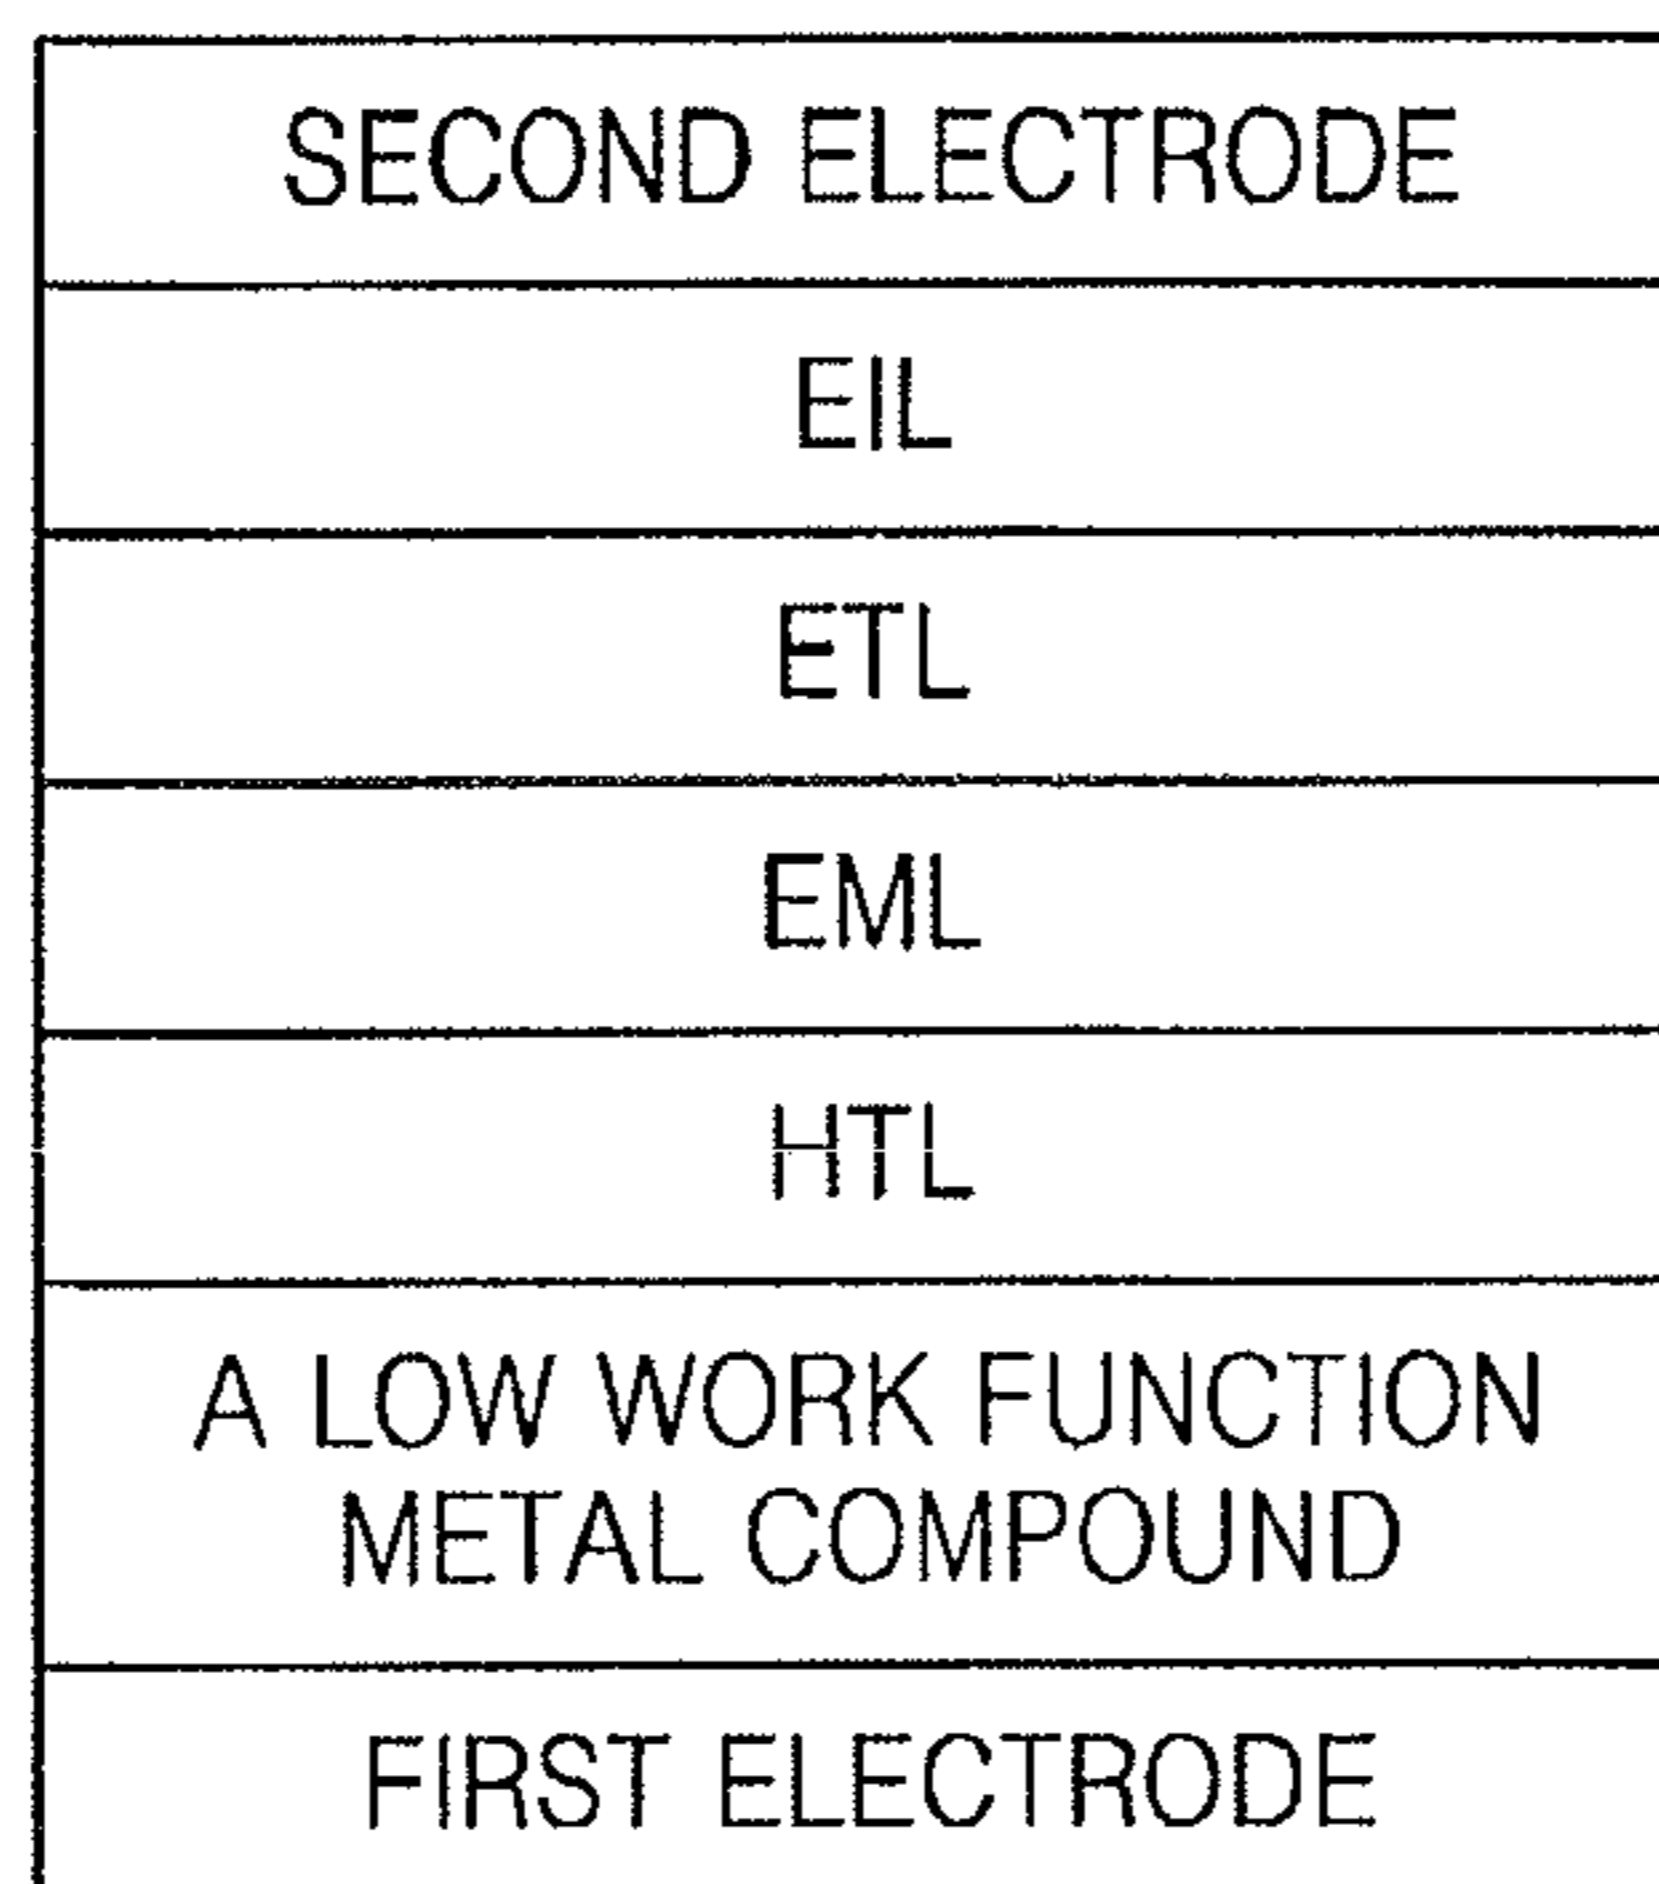 SECOND ELECTRODE
EIL
ETL
EML
HTL
A LOW WORK FUNCTION
METAL COMPOUND
FIRST ELECTRODE